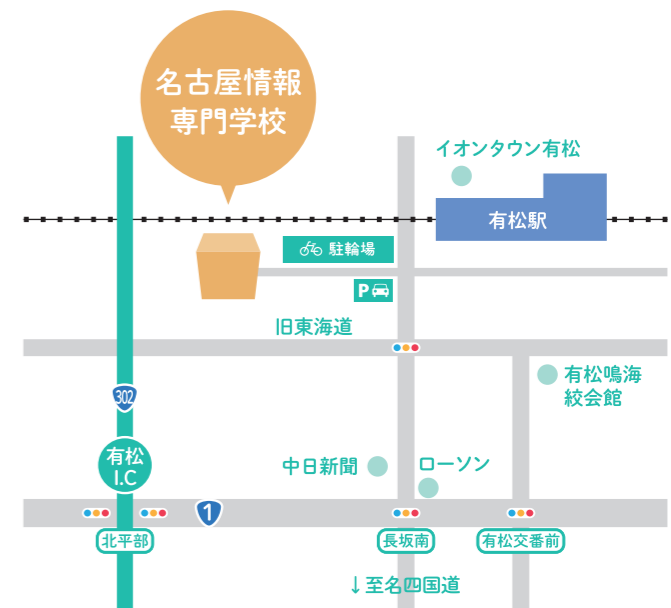 名古屋情報
専門学校
イオンタウン有松
有松駅
駐輪場
P
旧東海道
302
有松鳴海
絞会館
有松
I.C
中日新聞
ローソン
1
北平部
長坂南
有松交番前
↓至名四国道